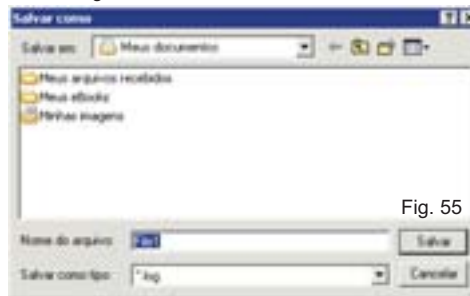 Salvar como
Salvar em: Meus documentos
Meus arquivos recebidos
Meus eBooks
Minhas imagens
Fig. 55
Nome do arquivo: Salvar
Salvar como tipo: *.log Cancelar